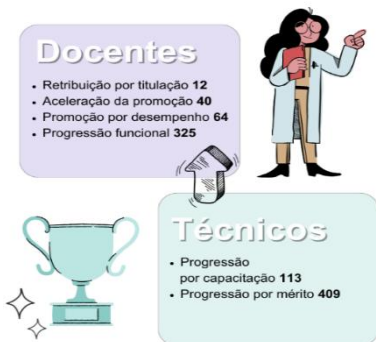 Docentes
• Retribuição por titulação 12
• Aceleração da promoção 40
• Promoção por desempenho 64
• Progressão funcional 325
Técnicos
• Progressão
por capacitação 113
• Progressão por mérito 409